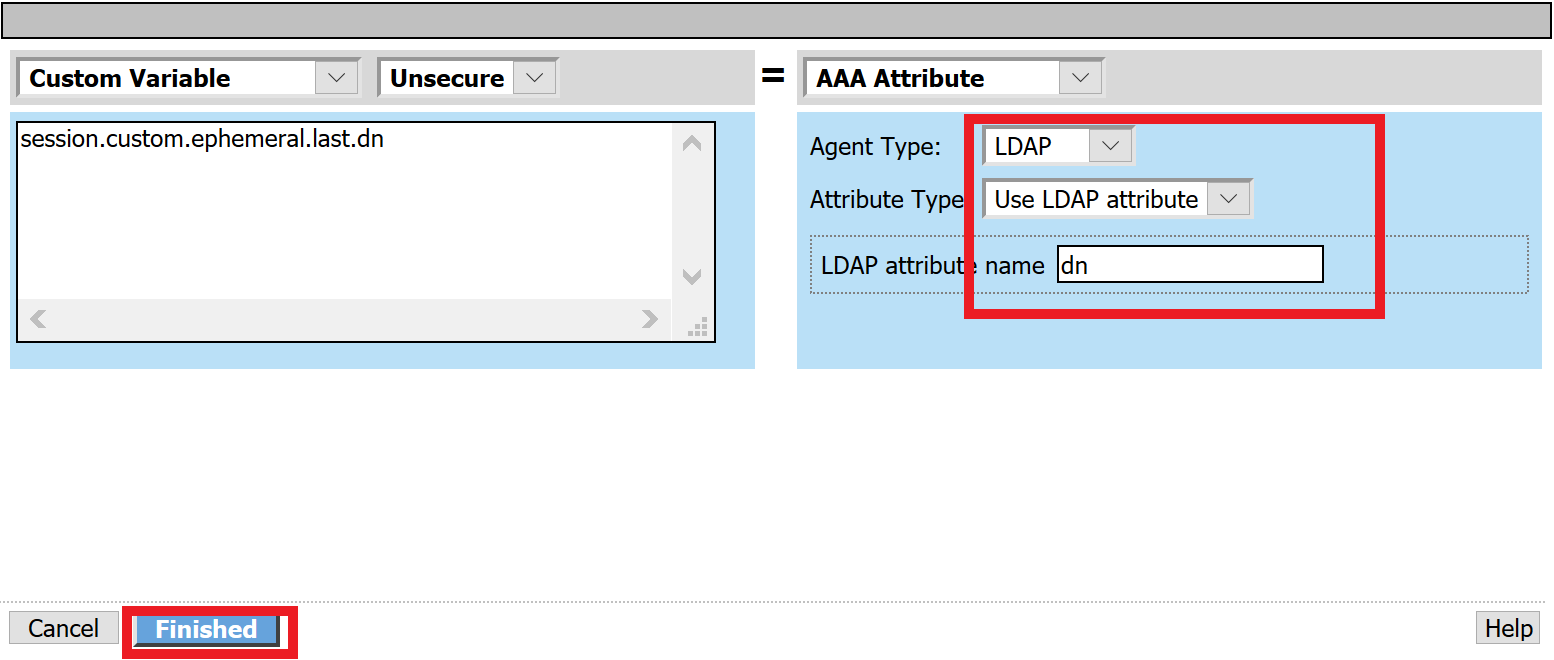 Custom Variable Unsecure = AAA Attribute
session.custom.ephemeral.last.dn
Agent Type: LDAP
Attribute Type Use LDAP attribute
LDAP attribute name dn
Cancel Finished Help